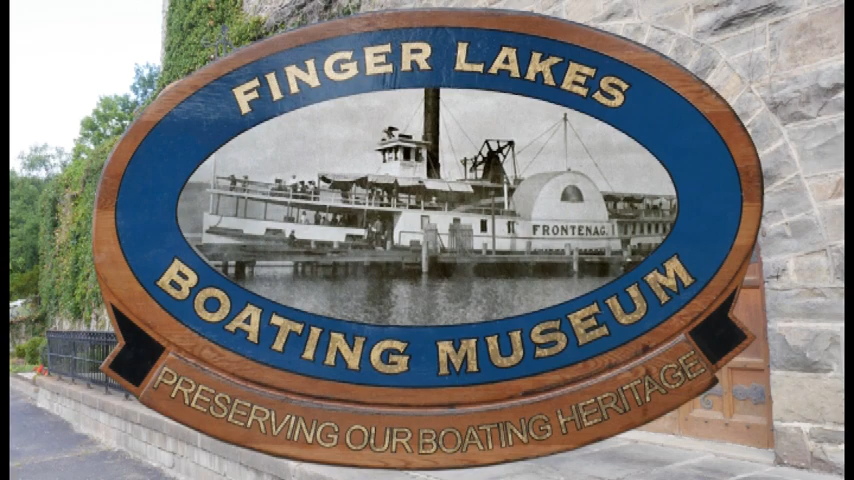 FINGER LAKES
FRONTENAC.
BOATING MUSEUM
PRESERVING OUR BOATING HERITAGE